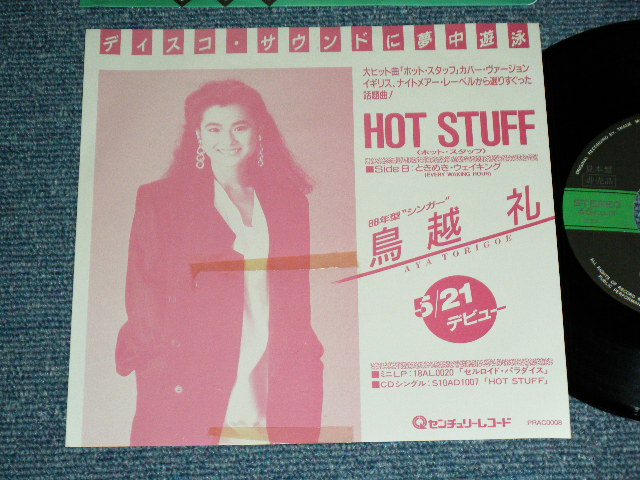 ディスコ・サウンドに夢中遊泳
大ヒット曲「ホット・スタッフ」カバー・ヴァージョン
イギリス、ナイトメアー・レーベルから選りすぐった
話題曲!
HOT STUFF
(ホット・スタッフ)
■Side B:ときめき・ウェイキング
(EVERY WAKING HOUR)
88年型"シンガー"
鳥越 礼
AYA TORIGOE
5/21
デビュー
■ミニLP:18AL0020「セルロイド・パラダイス」
■CDシングル:S10AD1007「HOT STUFF」
センチュリーレコード
PRAC0008
見本盤
非売品
STEREO